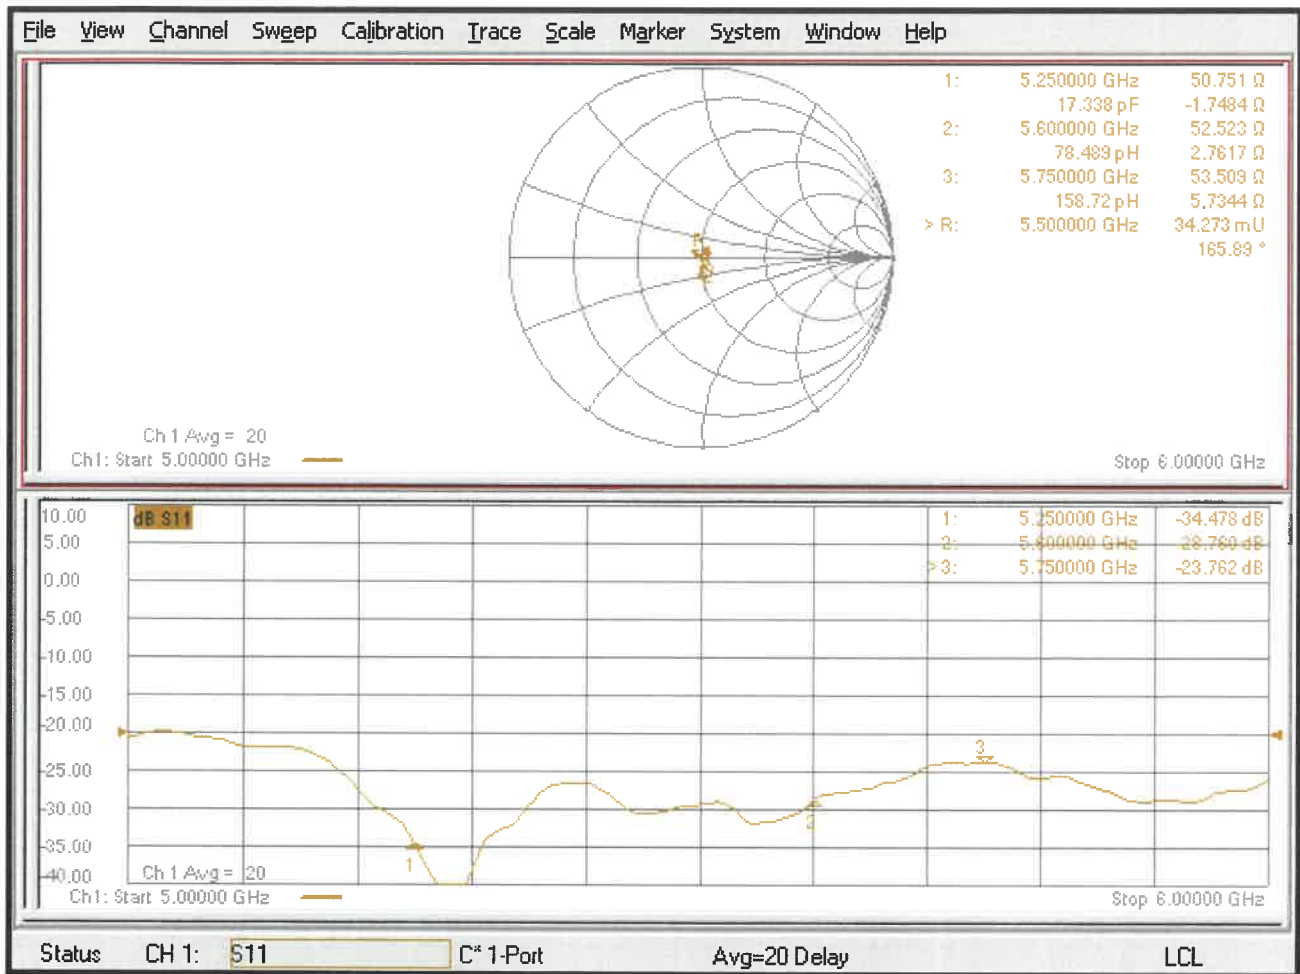 File View Channel Sweep Calibration Trace Scale Marker System Window Help
1: 5.250000 GHz 50.751 Ω
17.338 pF -1.7484 Ω
2: 5.600000 GHz 52.523 Ω
78.489 pH 2.7617 Ω
3: 5.750000 GHz 53.509 Ω
158.72 pH 5.7344 Ω
> R: 5.500000 GHz 34.273 mU
165.89 °
Ch 1 Avg = 20
Ch1: Start 5.00000 GHz
Stop 6.00000 GHz
10.00
5.00
0.00
-5.00
-10.00
-15.00
-20.00
-25.00
-30.00
-35.00
-40.00
dB S11
1: 5.250000 GHz -34.478 dB
2: 5.600000 GHz -28.780 dB
> 3: 5.750000 GHz -23.762 dB
1
2
3
Ch 1 Avg = 20
Ch1: Start 5.00000 GHz
Stop 6.00000 GHz
Status CH 1: S11 C* 1-Port Avg=20 Delay LCL